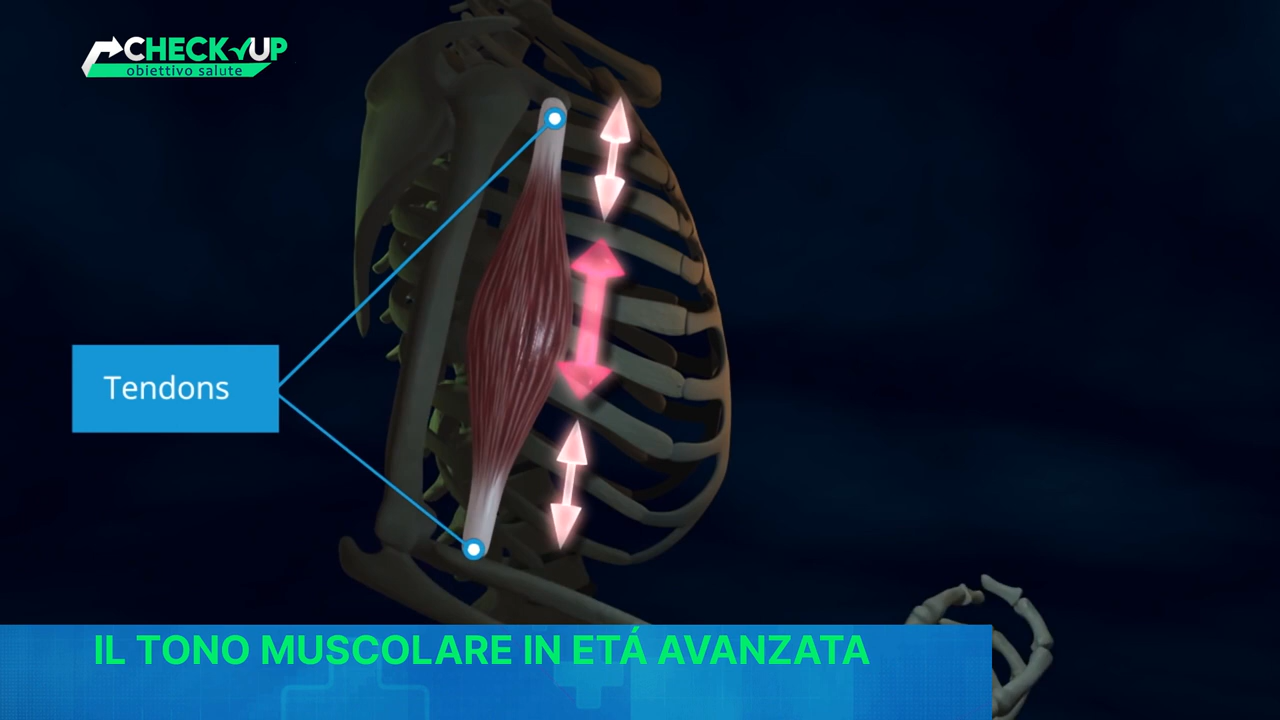 CHECK✓UP
obiettivo salute
Tendons
IL TONO MUSCOLARE IN ETÁ AVANZATA